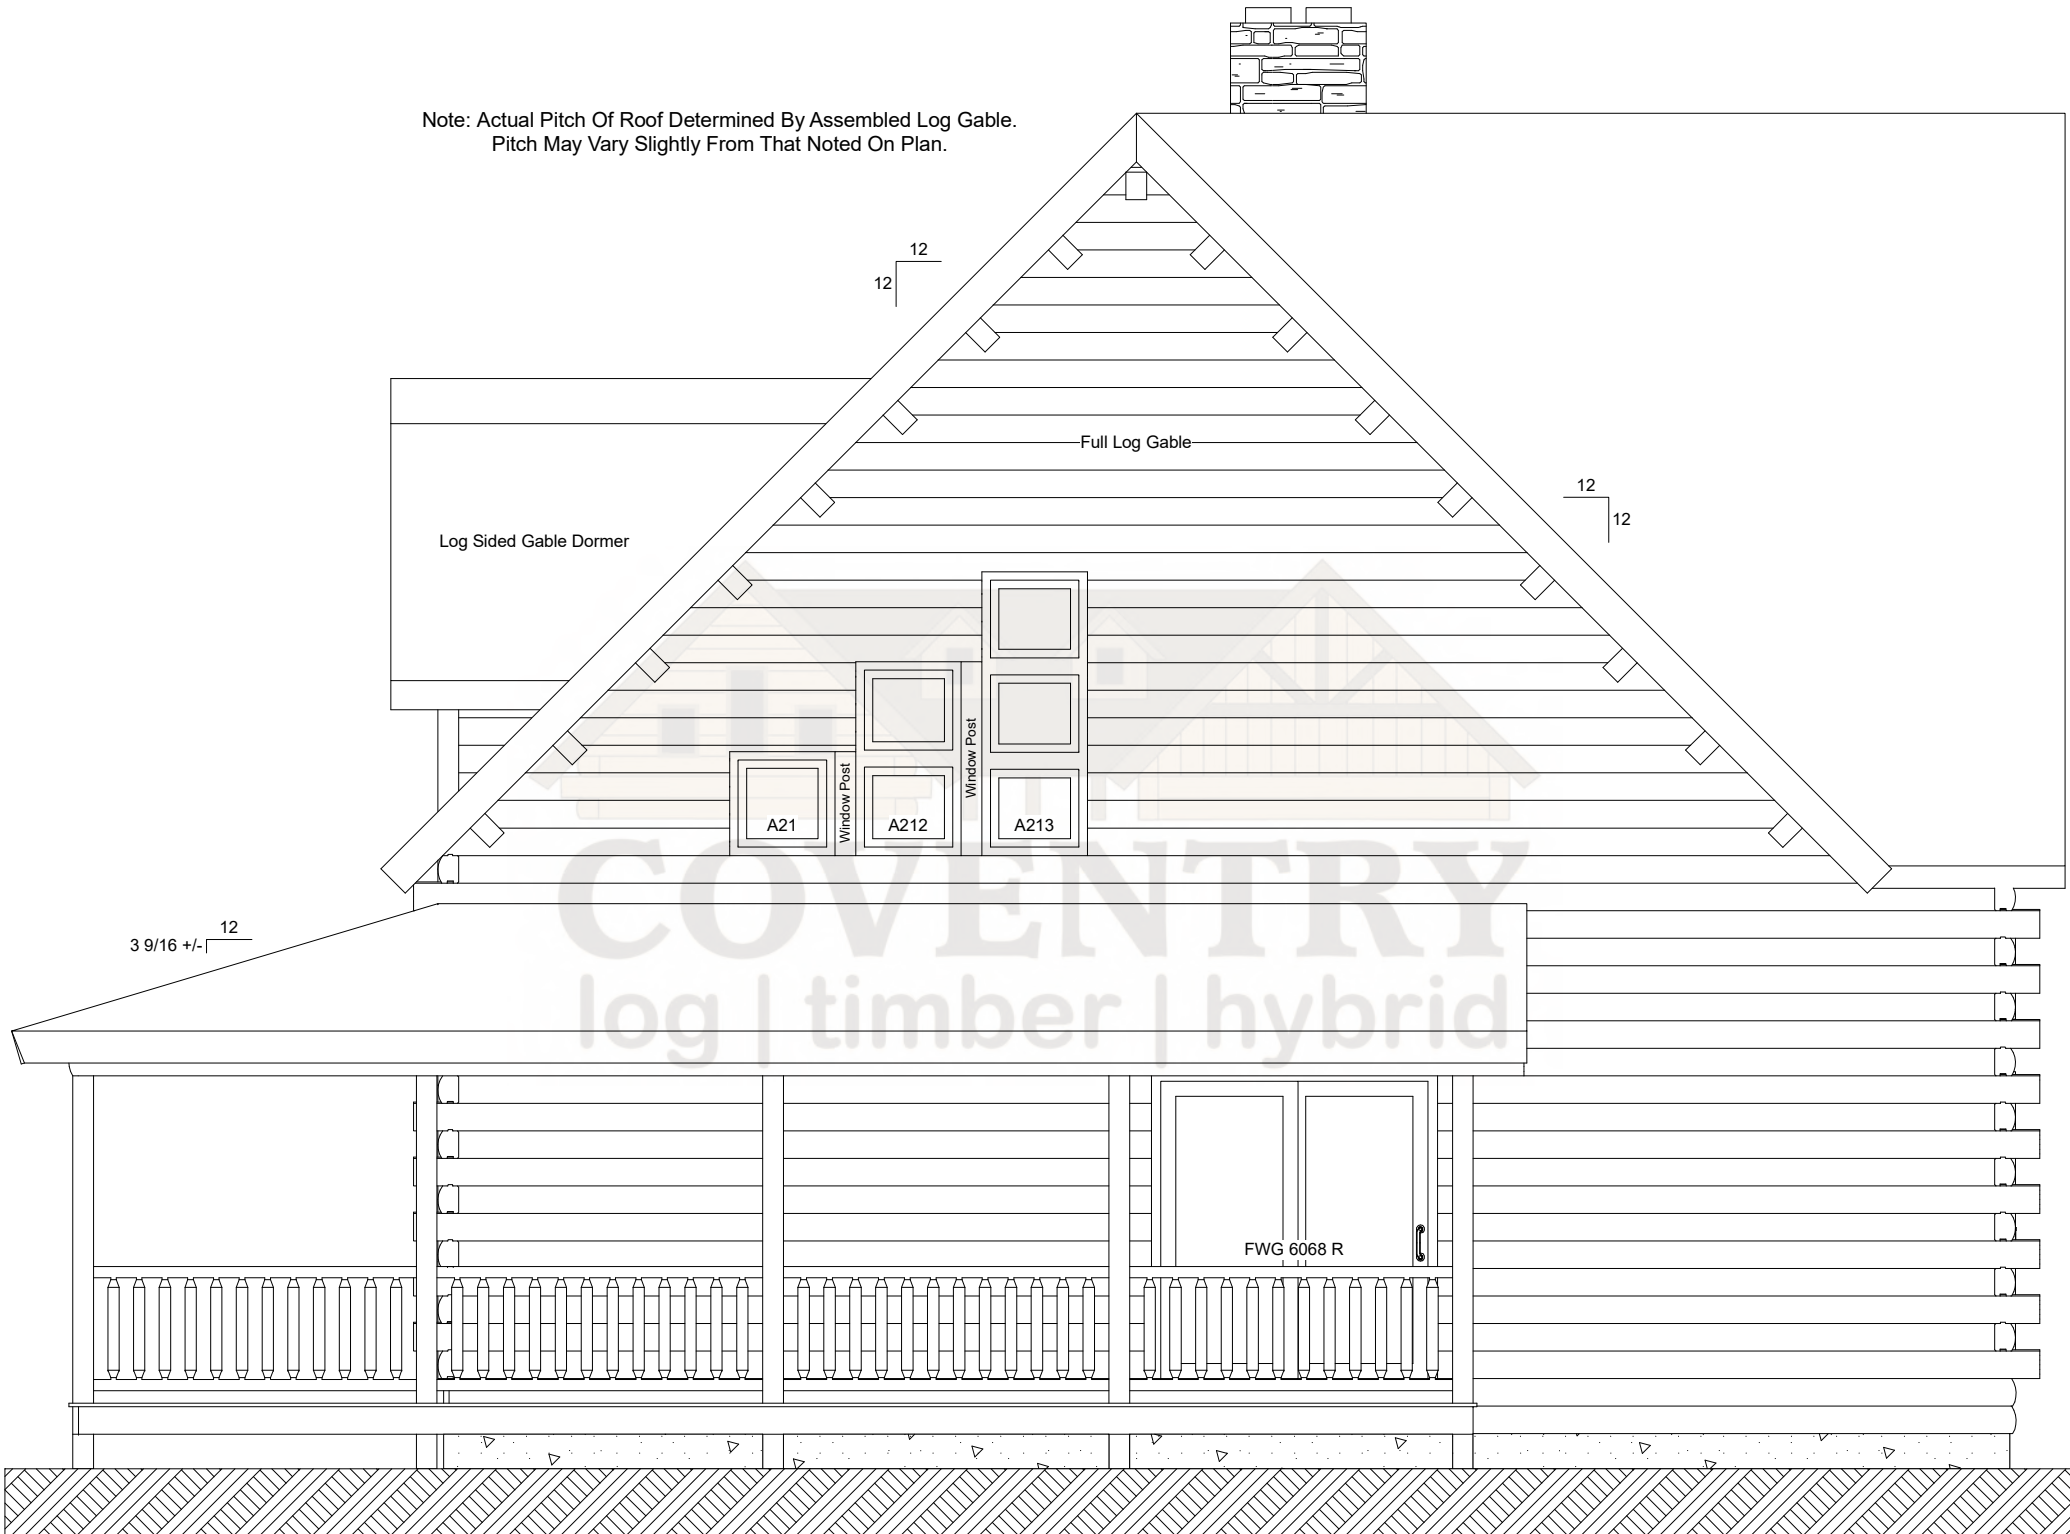 Note: Actual Pitch Of Roof Determined By Assembled Log Gable.
Pitch May Vary Slightly From That Noted On Plan.
12
12
Full Log Gable
12
12
Log Sided Gable Dormer
Window Post
Window Post
A21
A212
A213
COVENTRY
log | timber | hybrid
12
3 9/16 +/-
FWG 6068 R